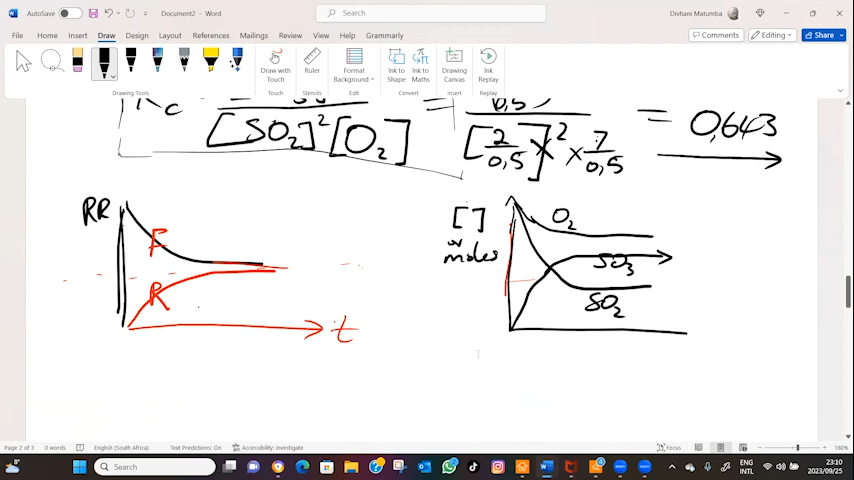 AutoSave Off Document2 - Word Search Divhani Matumba
File Home Insert Draw Design Layout References Mailings Review View Help Grammarly Comments Editing Share
Draw with Touch Ruler Format Background Ink to Shape Ink to Maths Drawing Canvas Ink Replay
Drawing Tools Stencils Edit Convert Insert Replay
Kc = = = 0,643
[SO2]²[O2] [2/0,5]² × 7/0,5
RR [ ] O2
or
F moles SO3
R SO2
t
Page 2 of 3 0 words English (South Africa) Text Predictions: On Accessibility: Investigate Focus 180%
8° Search ENG INTL 23:10 2023/09/25